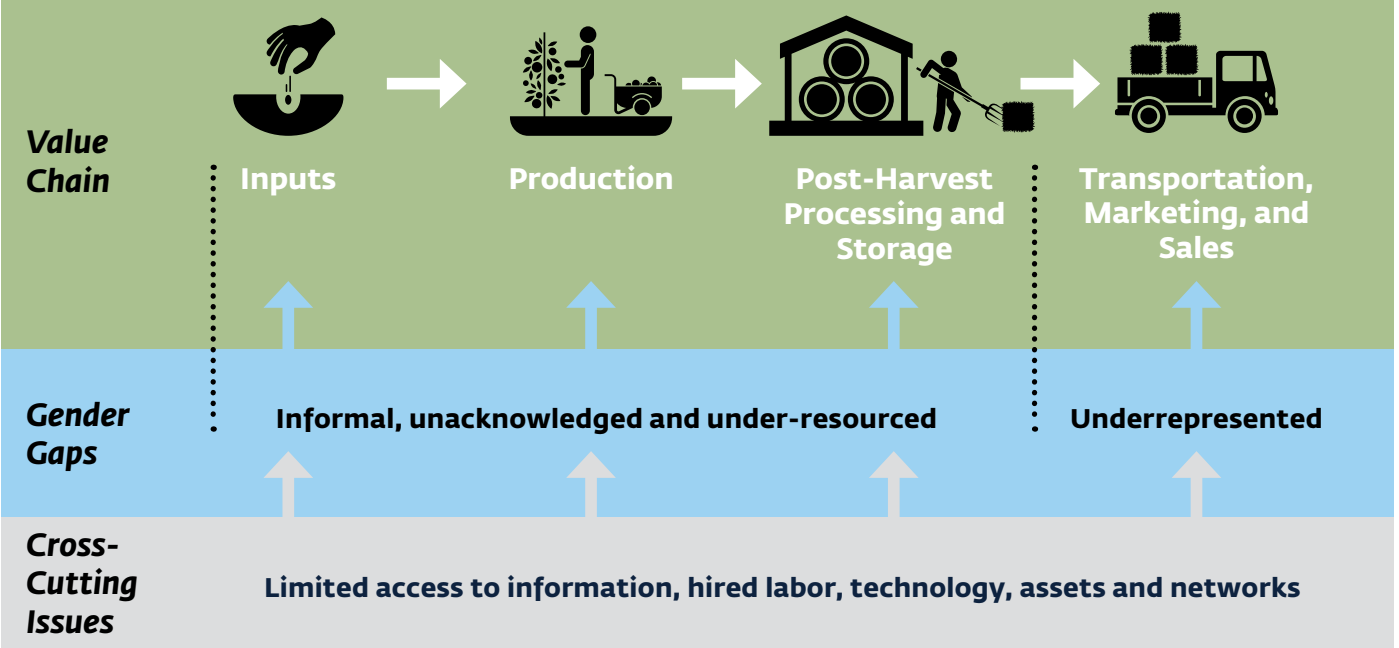 Value
Chain
Inputs
Production
Post-Harvest
Processing and
Storage
Transportation,
Marketing, and
Sales
Gender
Gaps
Informal, unacknowledged and under-resourced
Underrepresented
Cross-
Cutting
Issues
Limited access to information, hired labor, technology, assets and networks